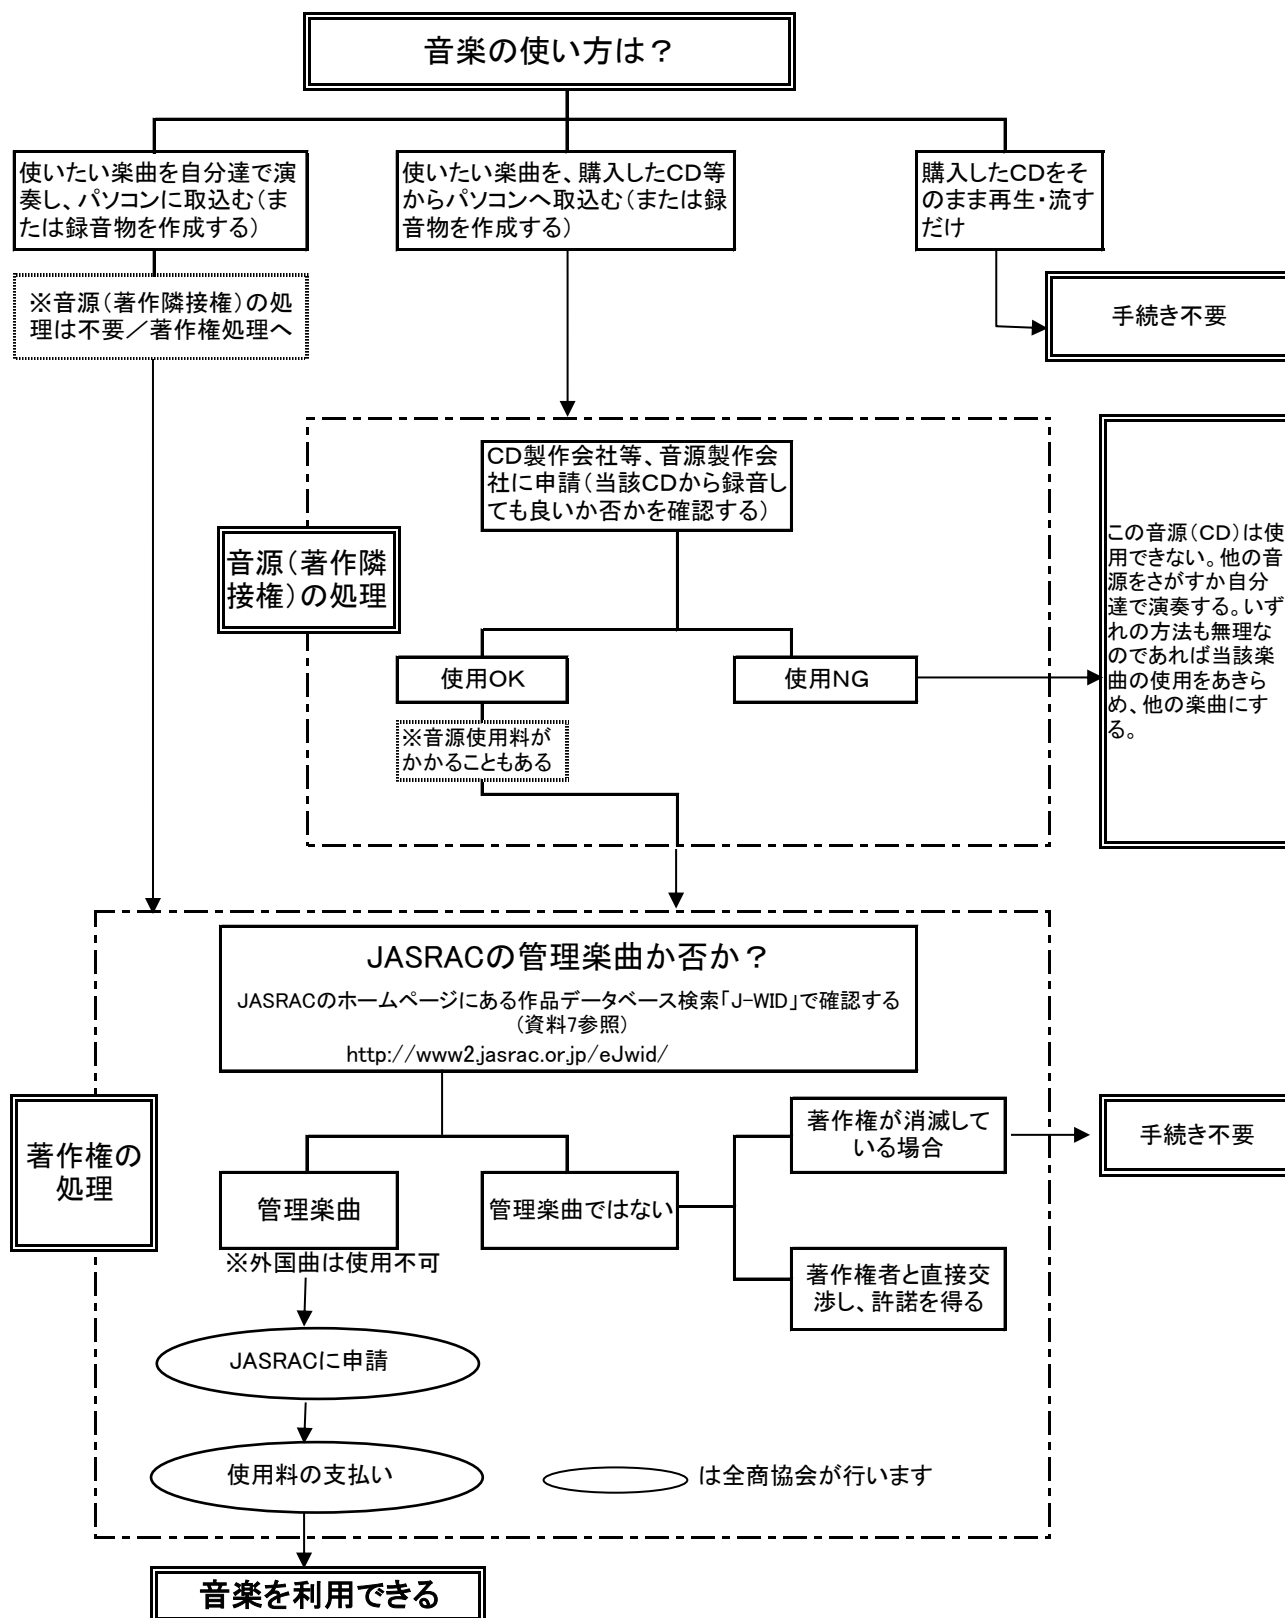 音楽の使い方は？
使いたい楽曲を自分達で演
奏し、パソコンに取込む（ま
たは録音物を作成する）
使いたい楽曲を、購入したCD等
からパソコンへ取込む（または録
音物を作成する）
購入したCDをそ
のまま再生・流す
だけ
※音源（著作隣接権）の処
理は不要／著作権処理へ
手続き不要
CD製作会社等、音源製作会
社に申請（当該CDから録音し
ても良いか否かを確認する）
音源（著作隣
接権）の処理
この音源（CD）は使
用できない。他の音
源をさがすか自分
達で演奏する。いず
れの方法も無理な
のであれば当該楽
曲の使用をあきら
め、他の楽曲にす
る。
使用OK
使用NG
※音源使用料が
かかることもある
JASRACの管理楽曲か否か？
JASRACのホームページにある作品データベース検索「J-WID」で確認する
（資料7参照）
http://www2.jasrac.or.jp/eJwid/
著作権の
処理
著作権が消滅して
いる場合
手続き不要
管理楽曲
管理楽曲ではない
※外国曲は使用不可
著作権者と直接交
渉し、許諾を得る
JASRACに申請
使用料の支払い
は全商協会が行います
音楽を利用できる